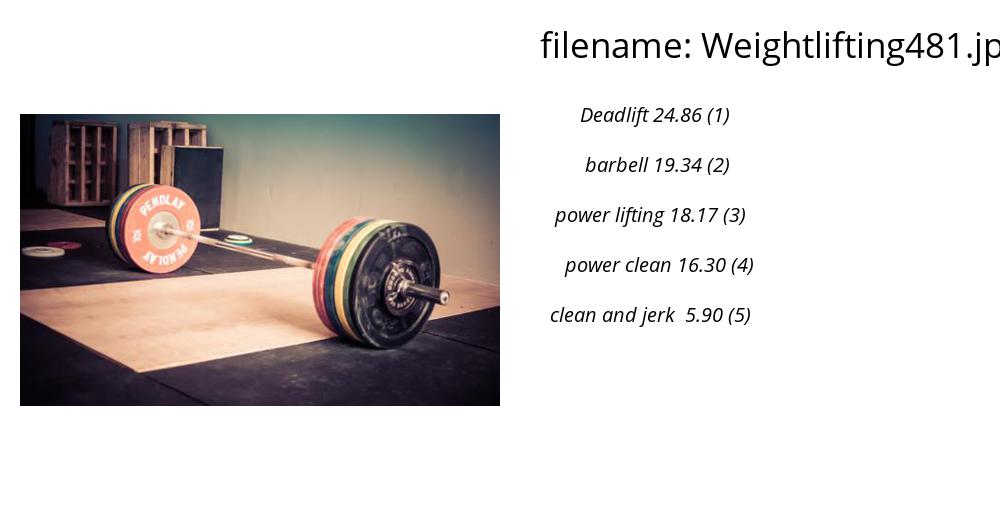 filename: Weightlifting481.jp
Deadlift 24.86 (1)
barbell 19.34 (2)
power lifting 18.17 (3)
power clean 16.30 (4)
clean and jerk 5.90 (5)
PENDLAY
PENDLAY